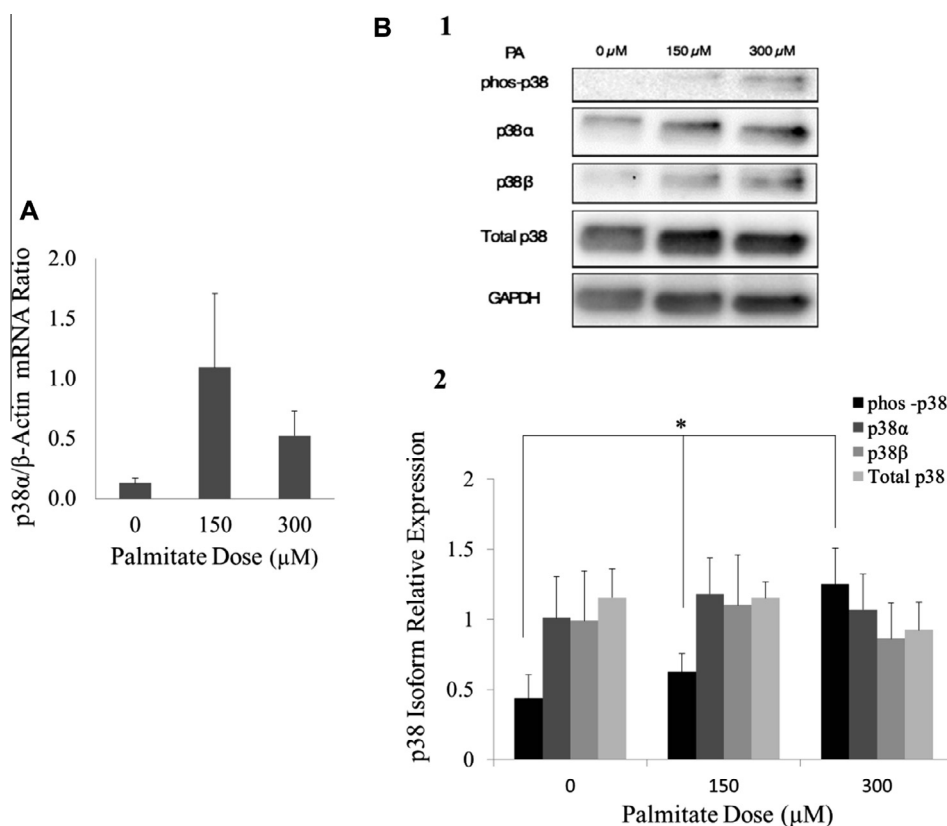 A
p38α/β-Actin mRNA Ratio
2.0
1.5
1.0
0.5
0.0
0 150 300
Palmitate Dose (µM)
B 1
PA 0 µM 150 µM 300 µM
phos-p38
p38α
p38β
Total p38
GAPDH
2
phos -p38
p38α
p38β
Total p38
*
p38 Isoform Relative Expression
2
1.5
1
0.5
0
0 150 300
Palmitate Dose (µM)